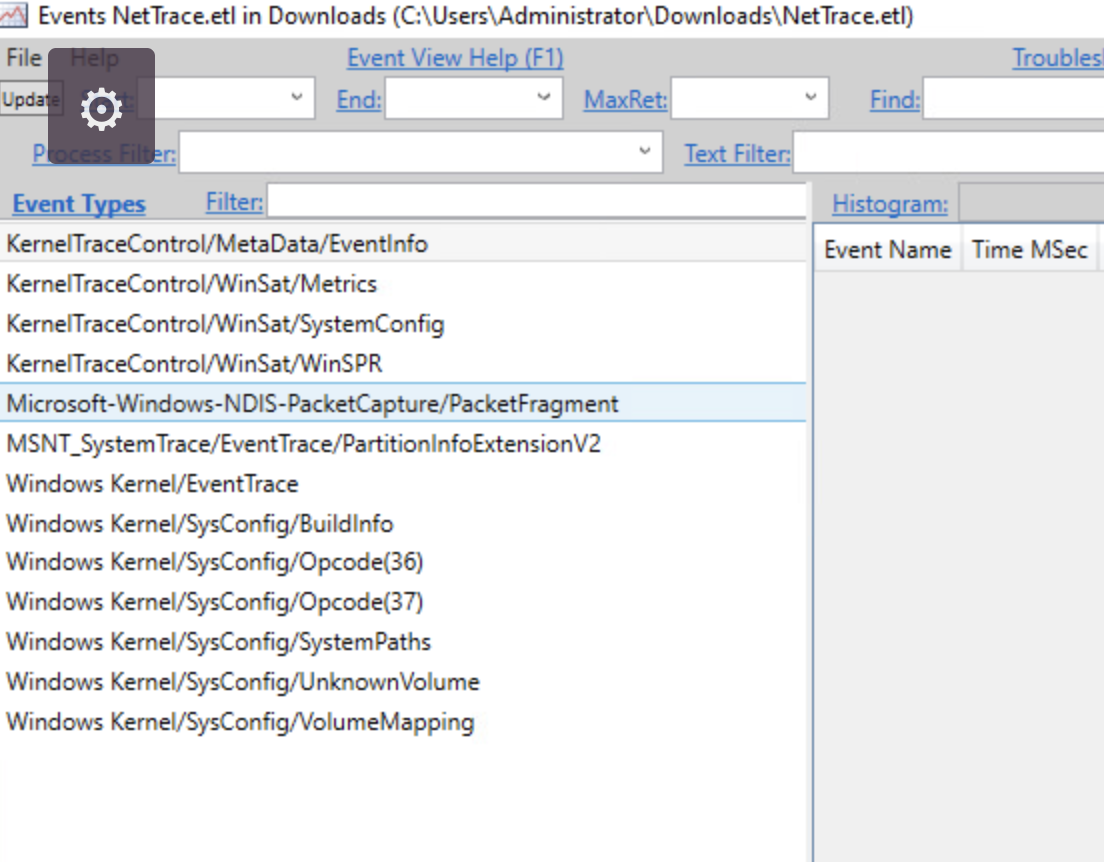 Events NetTrace.etl in Downloads (C:\Users\Administrator\Downloads\NetTrace.etl)
File Help Event View Help (F1)
Update End: MaxRet: Find:
Process Filter: Text Filter:
Event Types Filter: Histogram:
Event Name Time MSec
KernelTraceControl/MetaData/EventInfo
KernelTraceControl/WinSat/Metrics
KernelTraceControl/WinSat/SystemConfig
KernelTraceControl/WinSat/WinSPR
Microsoft-Windows-NDIS-PacketCapture/PacketFragment
MSNT_SystemTrace/EventTrace/PartitionInfoExtensionV2
Windows Kernel/EventTrace
Windows Kernel/SysConfig/BuildInfo
Windows Kernel/SysConfig/Opcode(36)
Windows Kernel/SysConfig/Opcode(37)
Windows Kernel/SysConfig/SystemPaths
Windows Kernel/SysConfig/UnknownVolume
Windows Kernel/SysConfig/VolumeMapping